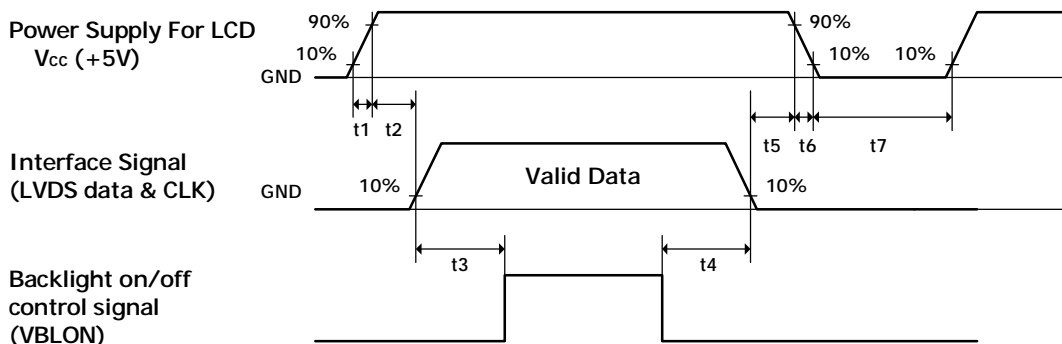 Power Supply For LCD
Vcc (+5V)
90%
10%
GND
90%
10%
10%
t1
t2
t5
t6
t7
Interface Signal
(LVDS data & CLK)
GND
10%
Valid Data
10%
t3
t4
Backlight on/off
control signal
(VBLON)